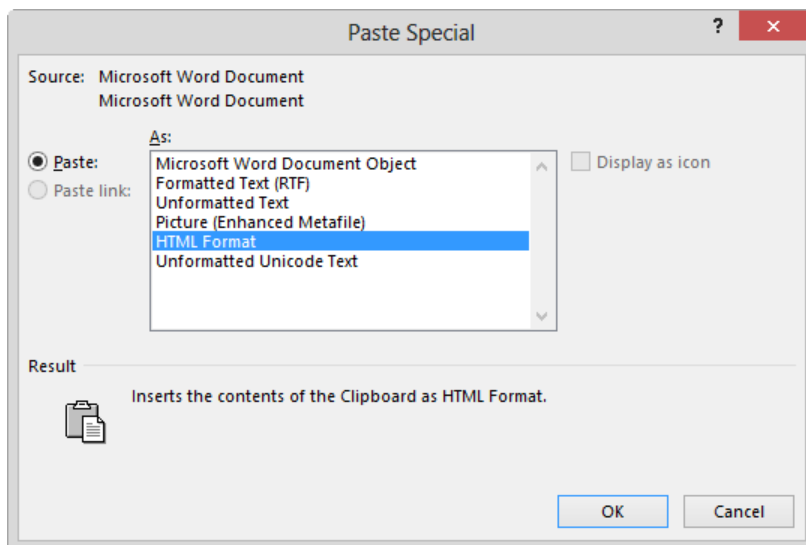 Paste Special
?
Source: Microsoft Word Document
Microsoft Word Document
As:
Paste:
Paste link:
Microsoft Word Document Object
Formatted Text (RTF)
Unformatted Text
Picture (Enhanced Metafile)
HTML Format
Unformatted Unicode Text
Display as icon
Result
Inserts the contents of the Clipboard as HTML Format.
OK
Cancel